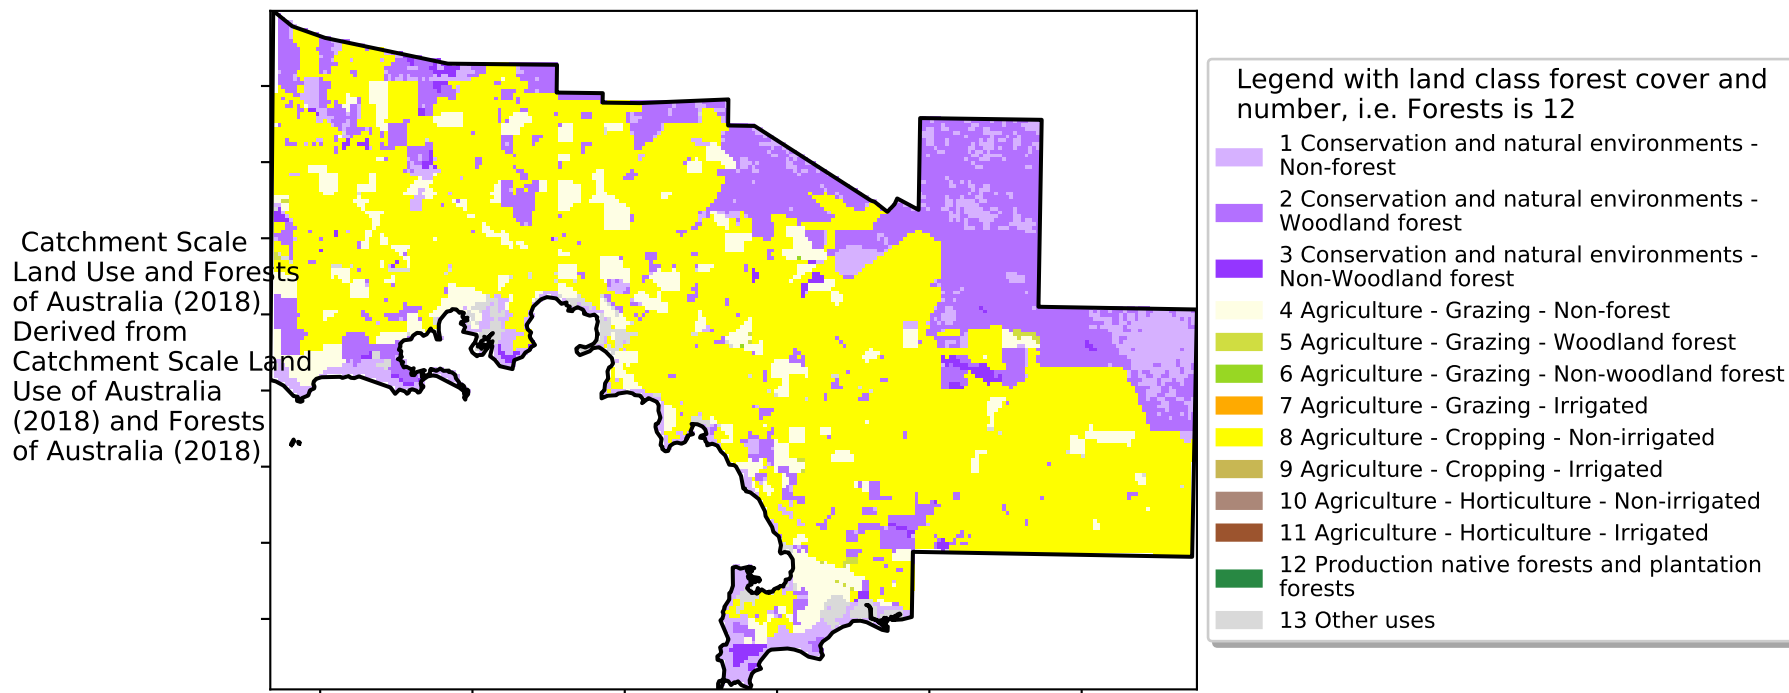 Catchment Scale
Land Use and Forests
of Australia (2018)
Derived from
Catchment Scale Land
Use of Australia
(2018) and Forests
of Australia (2018)
Legend with land class forest cover and
number, i.e. Forests is 12
1 Conservation and natural environments -
Non-forest
2 Conservation and natural environments -
Woodland forest
3 Conservation and natural environments -
Non-Woodland forest
4 Agriculture - Grazing - Non-forest
5 Agriculture - Grazing - Woodland forest
6 Agriculture - Grazing - Non-woodland forest
7 Agriculture - Grazing - Irrigated
8 Agriculture - Cropping - Non-irrigated
9 Agriculture - Cropping - Irrigated
10 Agriculture - Horticulture - Non-irrigated
11 Agriculture - Horticulture - Irrigated
12 Production native forests and plantation
forests
13 Other uses